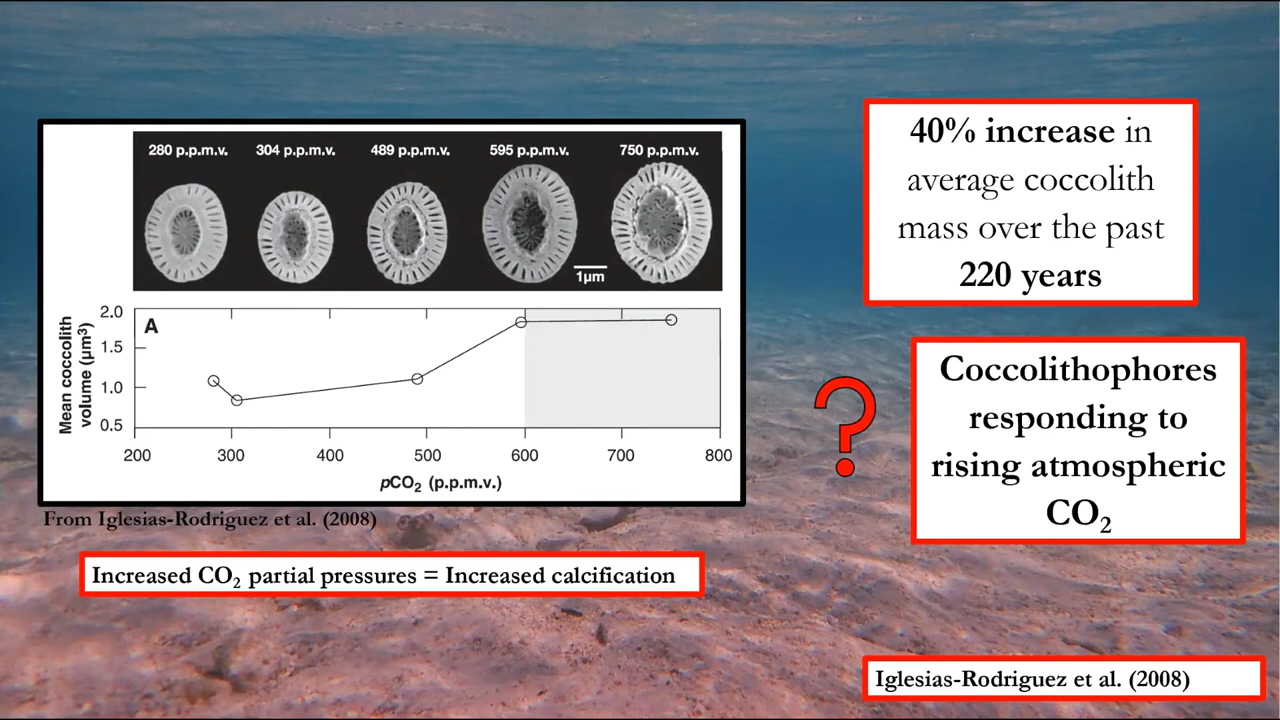 280 p.p.m.v. 304 p.p.m.v. 489 p.p.m.v. 595 p.p.m.v. 750 p.p.m.v.
1μm
Mean coccolith
volume (μm³)
2.0
1.5
1.0
0.5
A
200 300 400 500 600 700 800
pCO₂ (p.p.m.v.)
From Iglesias-Rodriguez et al. (2008)
Increased CO₂ partial pressures = Increased calcification
40% increase in
average coccolith
mass over the past
220 years
?
Coccolithophores
responding to
rising atmospheric
CO₂
Iglesias-Rodriguez et al. (2008)